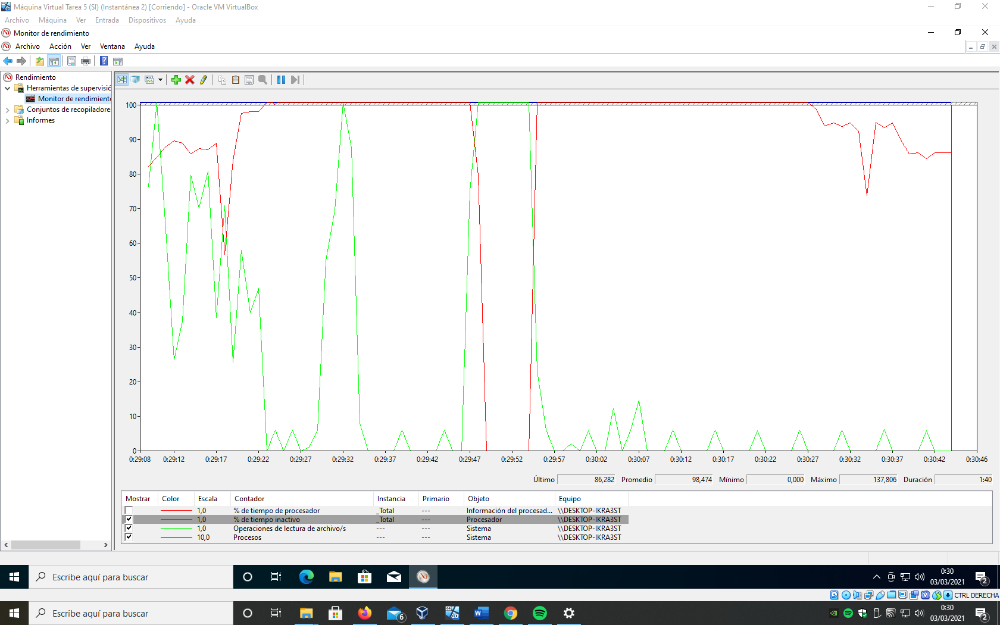 Máquina Virtual Tarea 5 (SI) (Instantánea 2) [Corriendo] - Oracle VM VirtualBox
Archivo Máquina Ver Entrada Dispositivos Ayuda
Monitor de rendimiento
Archivo Acción Ver Ventana Ayuda
Rendimiento
Herramientas de supervisió
Monitor de rendimiento
Conjuntos de recopiladore
Informes
100
90
80
70
60
50
40
30
20
10
0
0:29:08 0:29:12 0:29:17 0:29:22 0:29:27 0:29:32 0:29:37 0:29:42 0:29:47 0:29:52 0:29:57 0:30:02 0:30:07 0:30:12 0:30:17 0:30:22 0:30:27 0:30:32 0:30:37 0:30:42 0:30:46
Último 86,282 Promedio 98,474 Mínimo 0,000 Máximo 137,806 Duración 1:40
Mostrar Color Escala Contador Instancia Primario Objeto Equipo
1,0 % de tiempo de procesador _Total --- Información del procesad... \\DESKTOP-IKRA3ST
1,0 % de tiempo inactivo _Total --- Procesador \\DESKTOP-IKRA3ST
1,0 Operaciones de lectura de archivo/s --- --- Sistema \\DESKTOP-IKRA3ST
10,0 Procesos --- --- Sistema \\DESKTOP-IKRA3ST
Escribe aquí para buscar
0:30
03/03/2021
2
CTRL DERECHA
Escribe aquí para buscar
6
0:30
03/03/2021
2